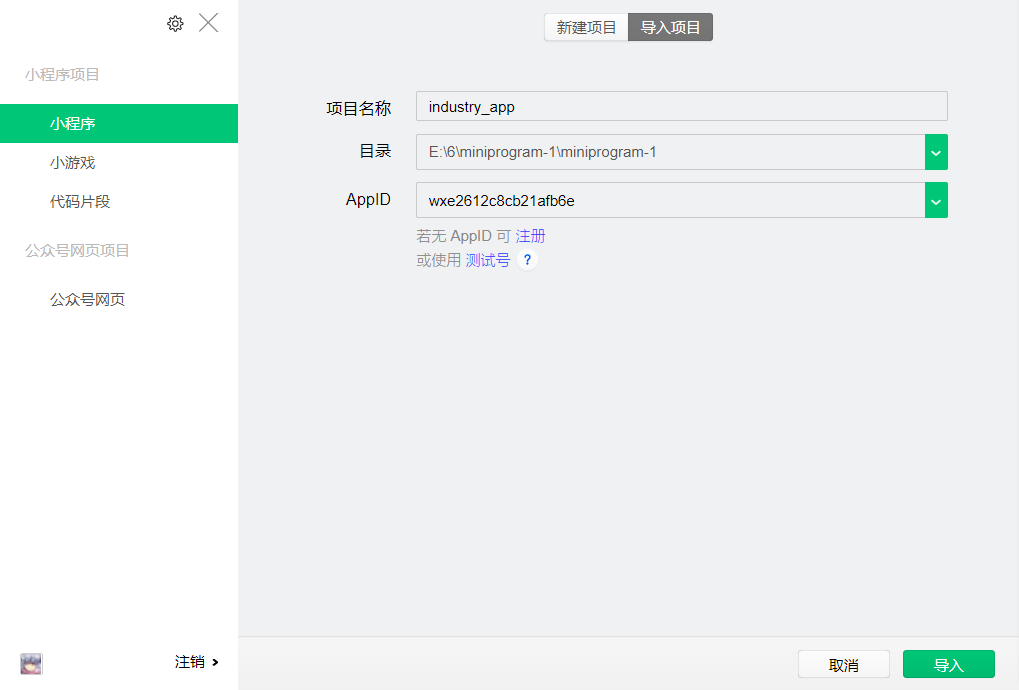 小程序项目
小程序
小游戏
代码片段
公众号网页项目
公众号网页
注销
新建项目 导入项目
项目名称 industry_app
目录 E:\6\miniprogram-1\miniprogram-1
AppID wxe2612c8cb21afb6e
若无 AppID 可 注册
或使用 测试号 ?
取消 导入